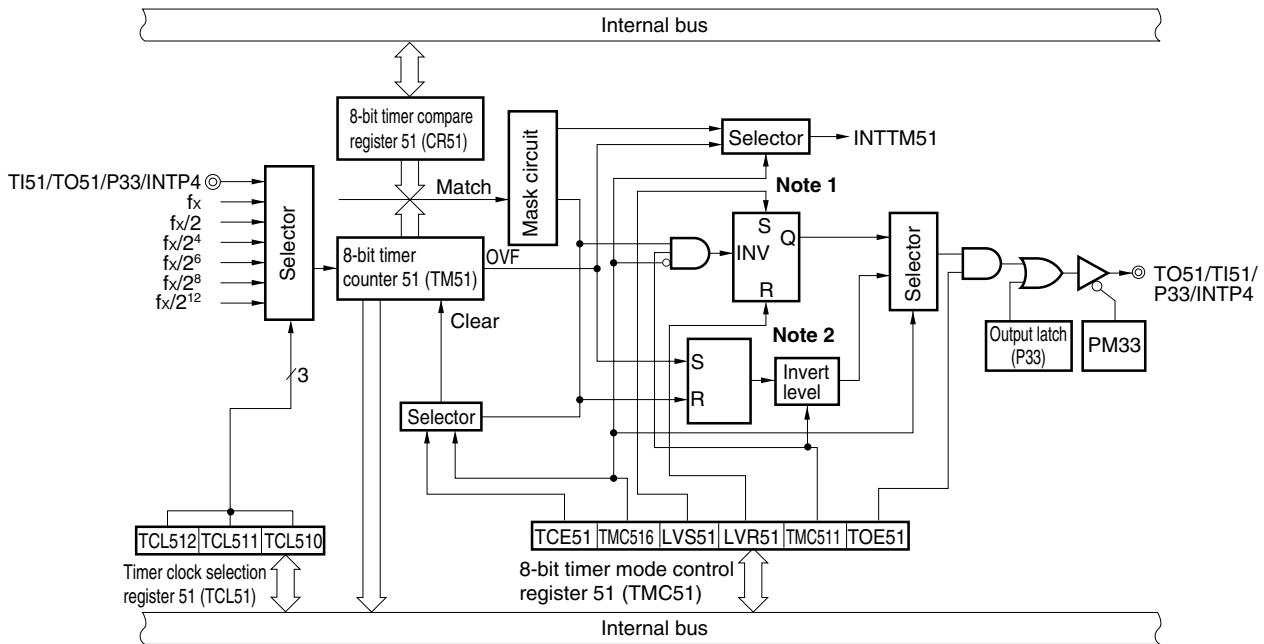 Internal bus
8-bit timer compare
register 51 (CR51)
Mask circuit
Selector
INTTM51
TI51/TO51/P33/INTP4
fx
fx/2
fx/2⁴
fx/2⁶
fx/2⁸
fx/2¹²
Selector
Match
Note 1
S
Q
INV
R
8-bit timer
counter 51 (TM51)
OVF
Clear
Selector
TO51/TI51/
P33/INTP4
Output latch
(P33)
PM33
Note 2
S
R
Invert
level
3
Selector
TCL512 TCL511 TCL510
Timer clock selection
register 51 (TCL51)
TCE51 TMC516 LVS51 LVR51 TMC511 TOE51
8-bit timer mode control
register 51 (TMC51)
Internal bus